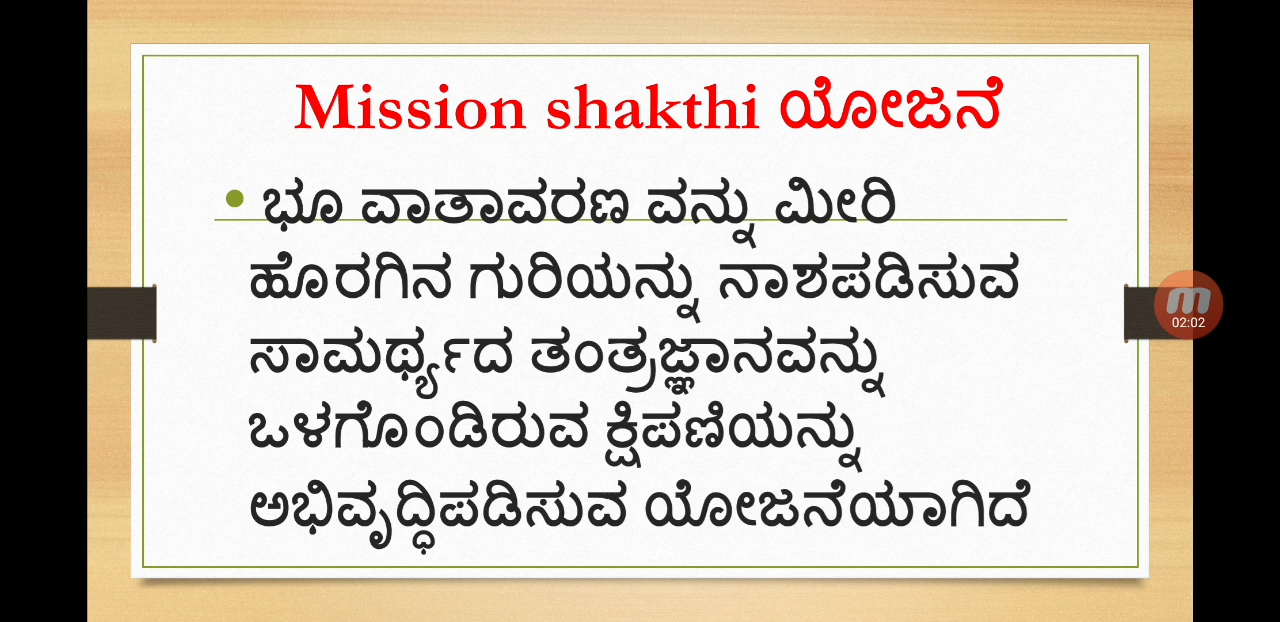 Mission shakthi ಯೋಜನೆ
• ಭೂ ವಾತಾವರಣ ವನ್ನು ಮೀರಿ
ಹೊರಗಿನ ಗುರಿಯನ್ನು ನಾಶಪಡಿಸುವ
ಸಾಮರ್ಥ್ಯದ ತಂತ್ರಜ್ಞಾನವನ್ನು
ಒಳಗೊಂಡಿರುವ ಕ್ಷಿಪಣಿಯನ್ನು
ಅಭಿವೃದ್ಧಿಪಡಿಸುವ ಯೋಜನೆಯಾಗಿದೆ
02:02